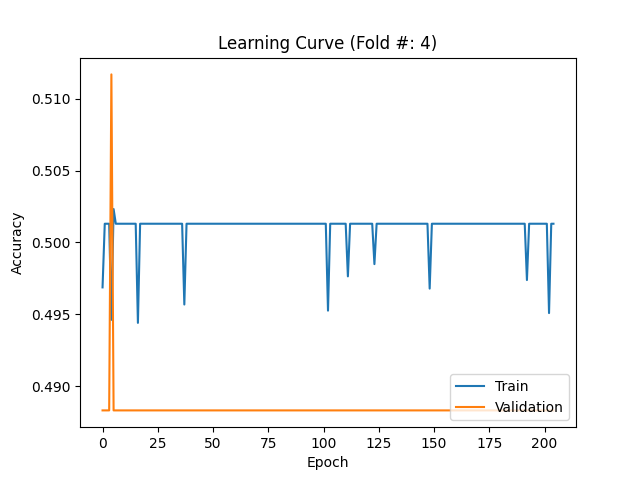 Learning Curve (Fold #: 4)
0.510
0.505
0.500
0.495
0.490
Accuracy
0 25 50 75 100 125 150 175 200
Epoch
Train
Validation